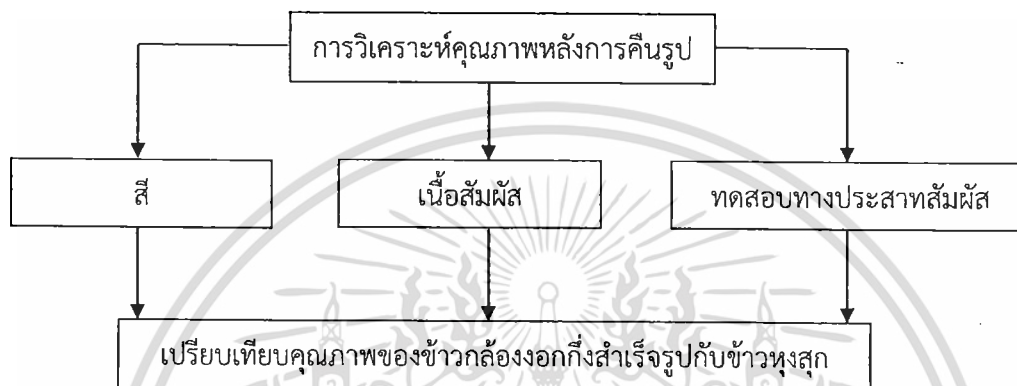 การวิเคราะห์คุณภาพหลังการคืนรูป
สี
เนื้อสัมผัส
ทดสอบทางประสาทสัมผัส
เปรียบเทียบคุณภาพของข้าวกล้องงอกกึ่งสำเร็จรูปกับข้าวหุงสุก